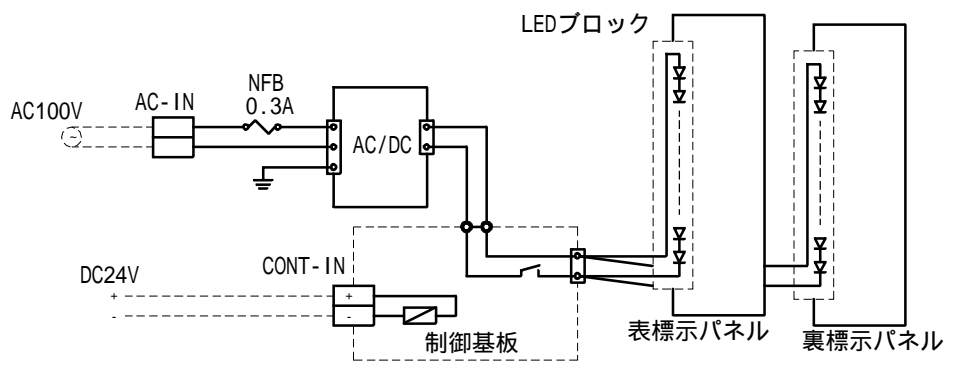 LEDブロック
NFB
0.3A
AC-IN
AC100V
~
AC/DC
CONT-IN
DC24V
+
-
+
-
制御基板
表標示パネル
裏標示パネル